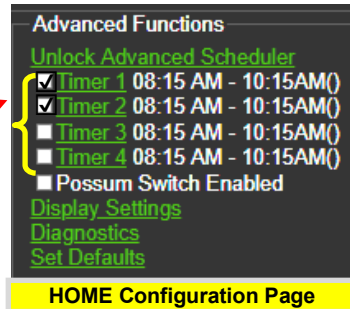 Advanced Functions
Unlock Advanced Scheduler
Timer 1 08:15 AM - 10:15AM()
Timer 2 08:15 AM - 10:15AM()
Timer 3 08:15 AM - 10:15AM()
Timer 4 08:15 AM - 10:15AM()
Possum Switch Enabled
Display Settings
Diagnostics
Set Defaults
HOME Configuration Page